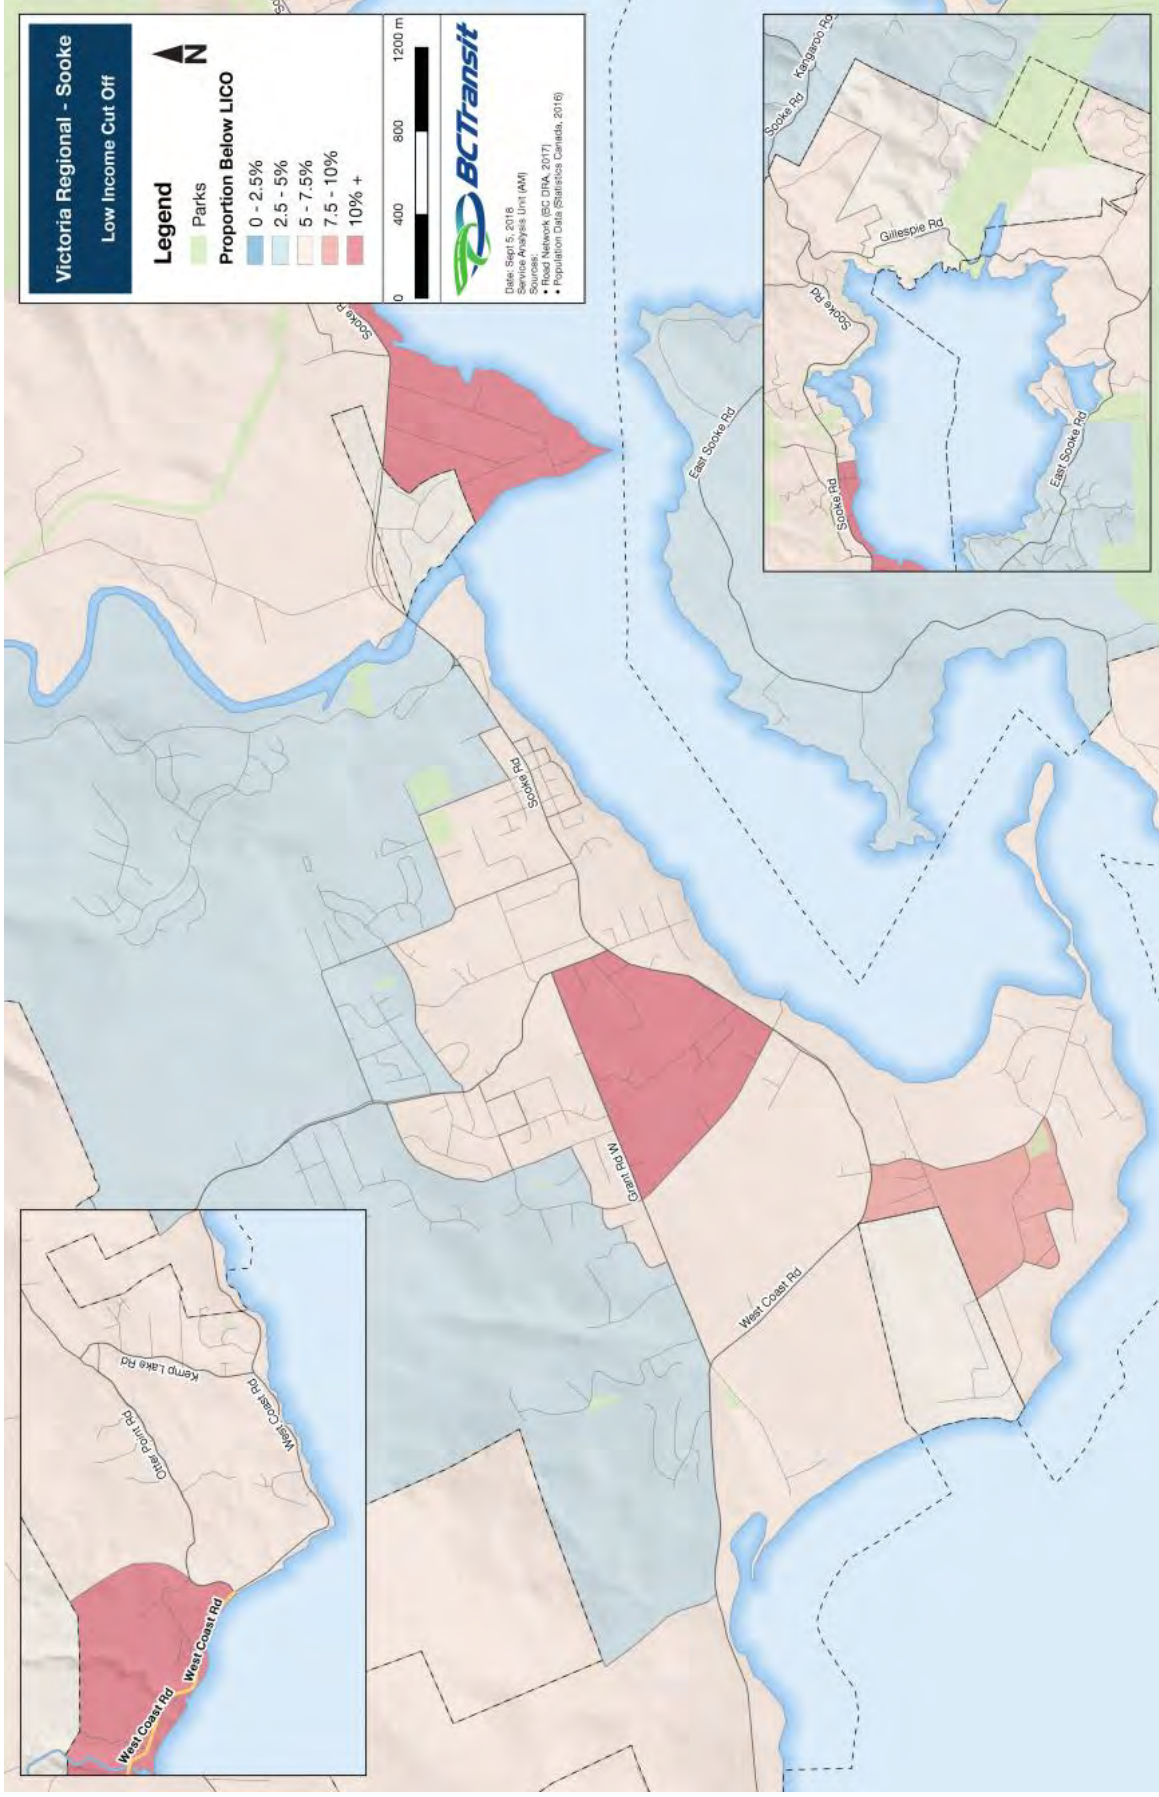 Victoria Regional - Sooke
Low Income Cut Off
Legend
N
Parks
Proportion Below LICO
0 - 2.5%
2.5 - 5%
5 - 7.5%
7.5 - 10%
10% +
0 400 800 1200 m
BCTransit
Date: Sept 5, 2018
Service Analysis Unit (AM)
Sources:
• Road Network (BC DRA, 2017)
• Population Data (Statistics Canada, 2016)
Sooke Rd
Kangaroo Rd
Gillespie Rd
Sooke Rd
Sooke Rd
East Sooke Rd
East Sooke Rd
Sooke Rd
Grant Rd W
West Coast Rd
Kemp Lake Rd
Otter Point Rd
West Coast Rd
West Coast Rd
West Coast Rd